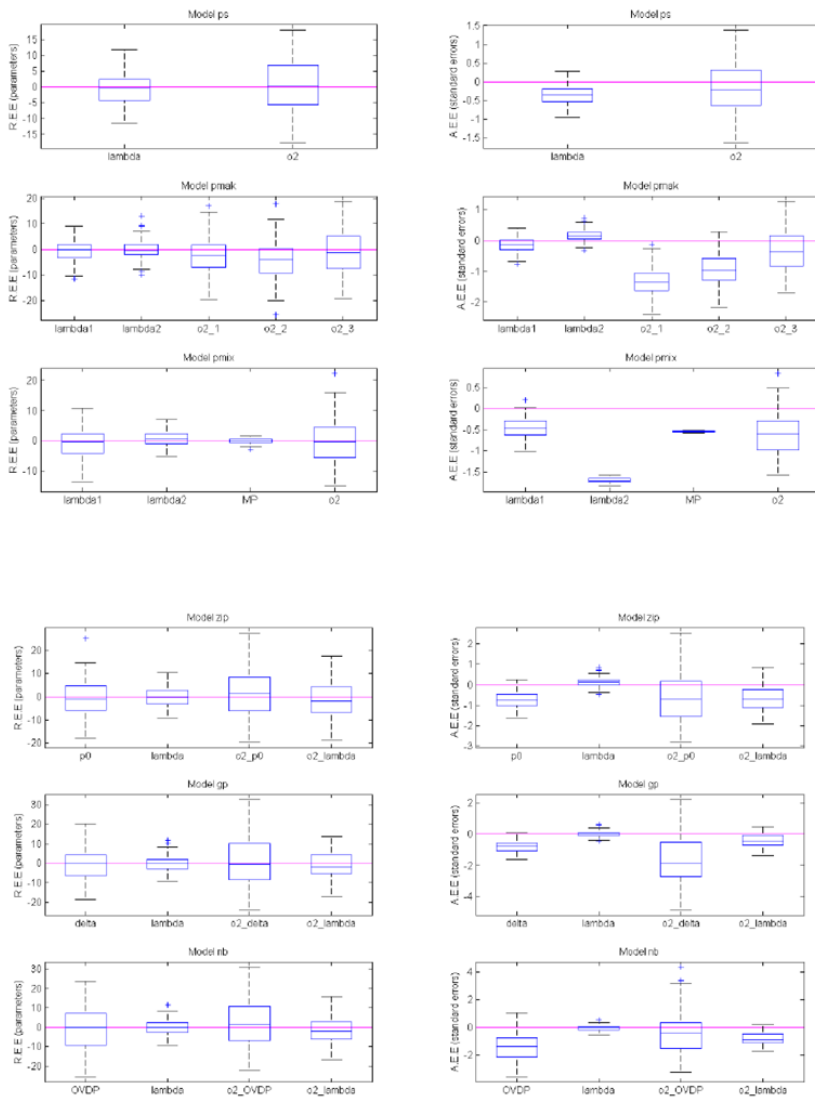 Model ps
R.E.E (parameters)
15
10
5
0
-5
-10
-15
lambda
o2
Model ps
A.E.E (standard errors)
1.5
1
0.5
0
-0.5
-1
-1.5
lambda
o2
Model pmak
R.E.E (parameters)
20
10
0
-10
-20
lambda1
lambda2
o2_1
o2_2
o2_3
Model pmak
A.E.E (standard errors)
1
0
-1
-2
lambda1
lambda2
o2_1
o2_2
o2_3
Model pmix
R.E.E (parameters)
20
10
0
-10
lambda1
lambda2
MP
o2
Model pmix
A.E.E (standard errors)
0.5
0
-0.5
-1
-1.5
lambda1
lambda2
MP
o2
Model zip
R.E.E (parameters)
20
10
0
-10
-20
p0
lambda
o2_p0
o2_lambda
Model zip
A.E.E (standard errors)
2
1
0
-1
-2
-3
p0
lambda
o2_p0
o2_lambda
Model gp
R.E.E (parameters)
30
20
10
0
-10
-20
delta
lambda
o2_delta
o2_lambda
Model gp
A.E.E (standard errors)
2
0
-2
-4
delta
lambda
o2_delta
o2_lambda
Model nb
R.E.E (parameters)
30
20
10
0
-10
-20
OVDP
lambda
o2_OVDP
o2_lambda
Model nb
A.E.E (standard errors)
4
2
0
-2
OVDP
lambda
o2_OVDP
o2_lambda